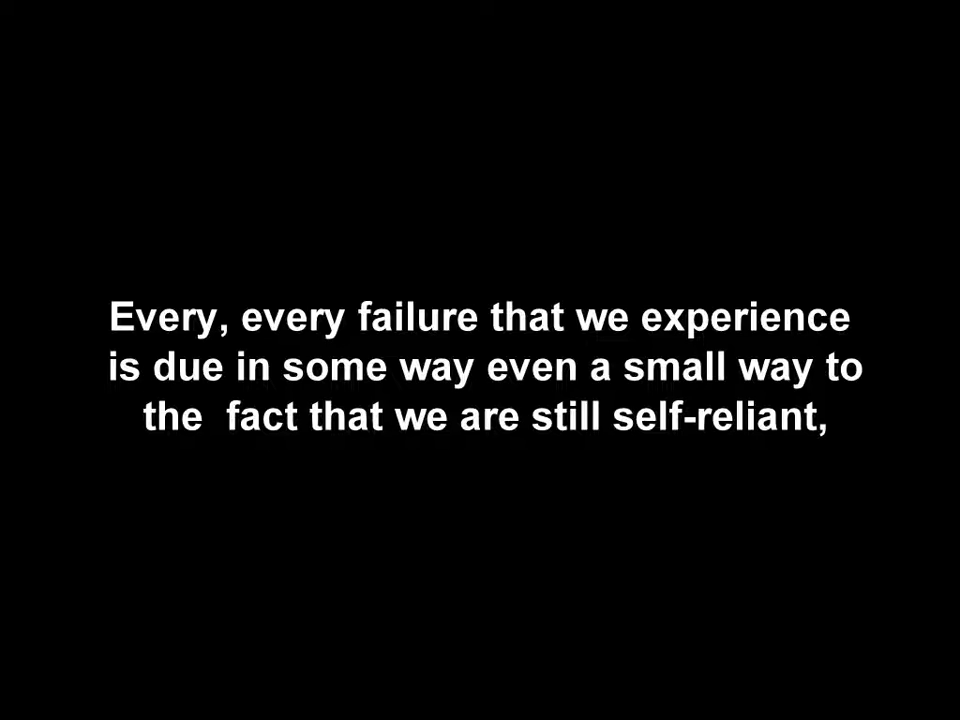 Every, every failure that we experience
is due in some way even a small way to
the  fact that we are still self-reliant,